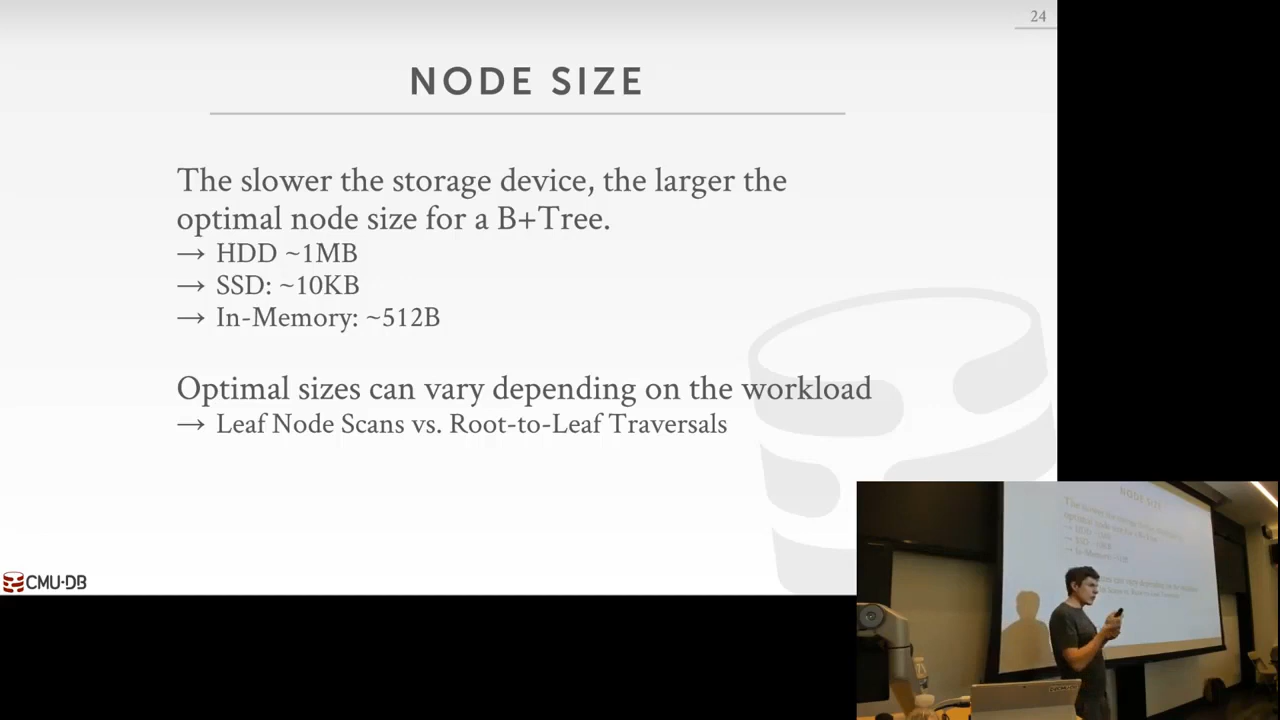 24
NODE SIZE
The slower the storage device, the larger the
optimal node size for a B+Tree.
→ HDD ~1MB
→ SSD: ~10KB
→ In-Memory: ~512B
Optimal sizes can vary depending on the workload
→ Leaf Node Scans vs. Root-to-Leaf Traversals
CMU·DB
NODE SIZE